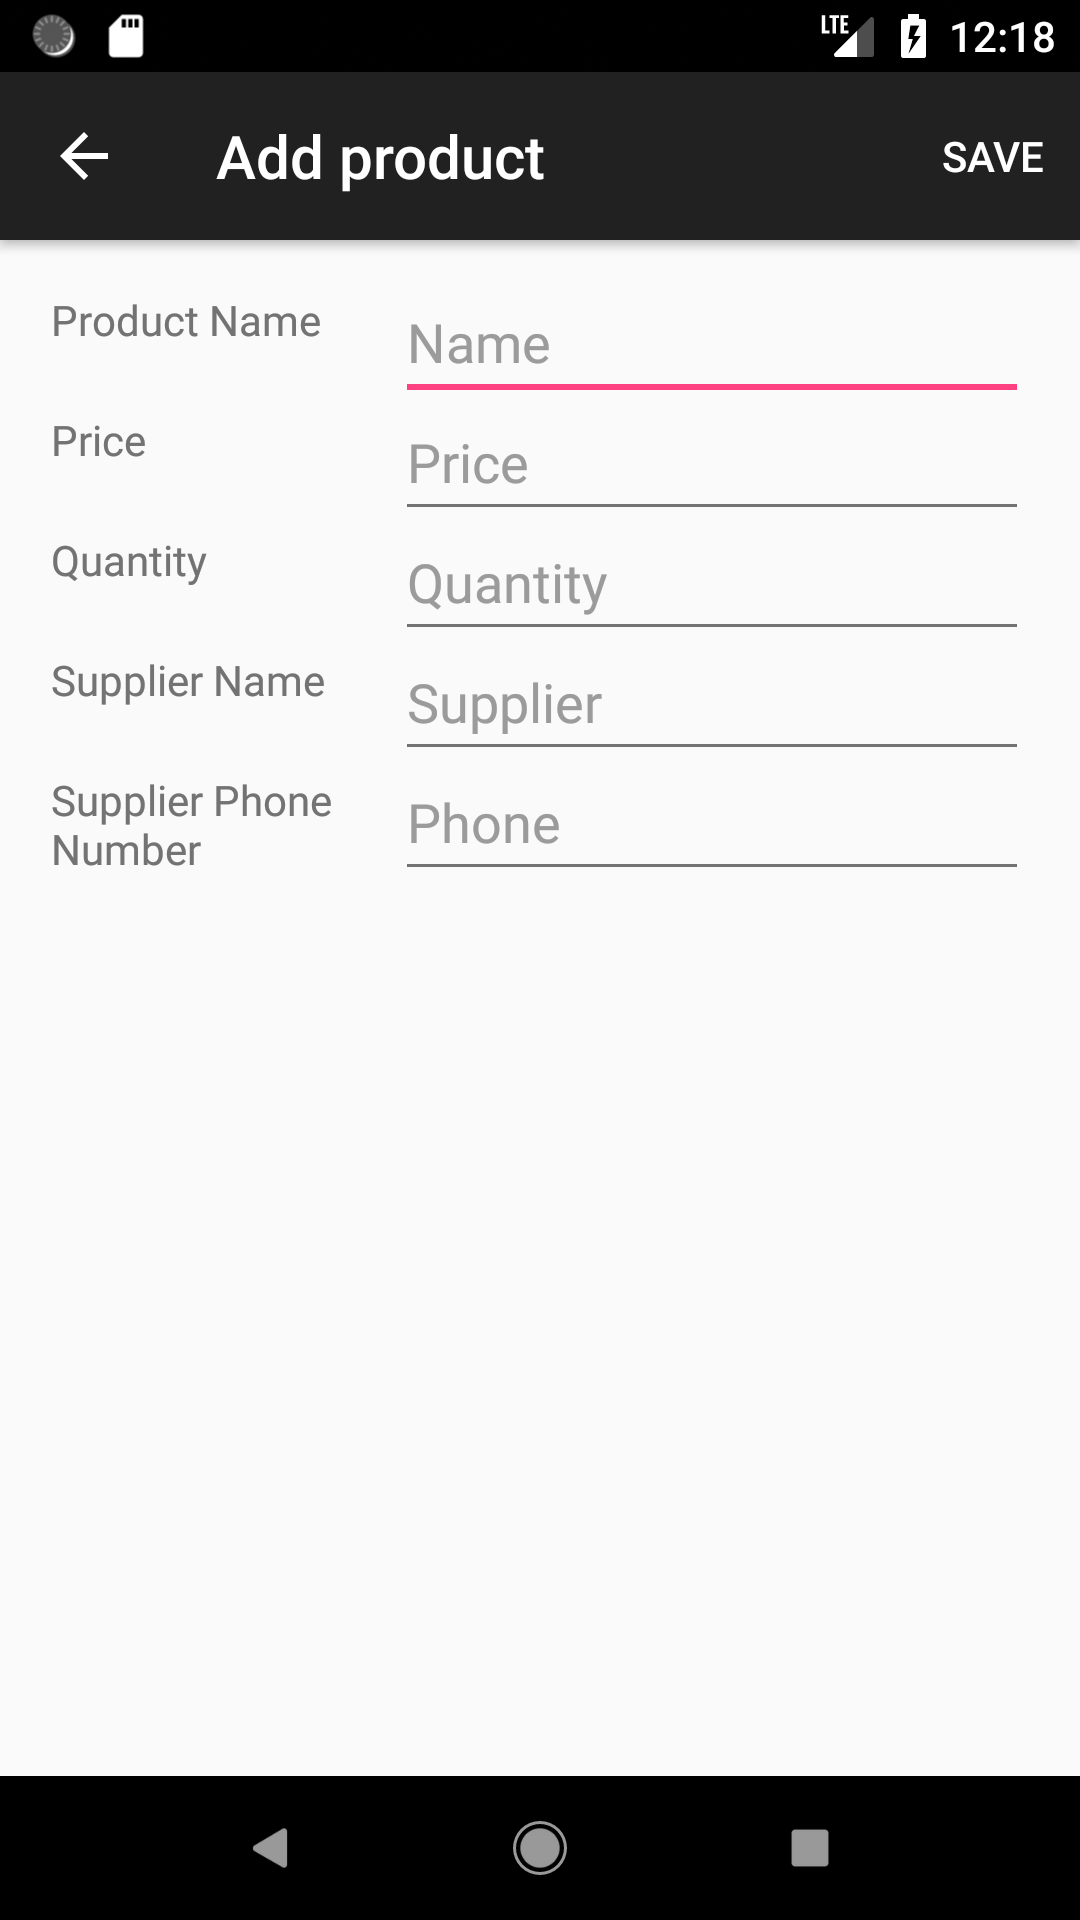 LTE 12:18
Add product SAVE
Product Name Name
Price Price
Quantity Quantity
Supplier Name Supplier
Supplier Phone Phone
Number